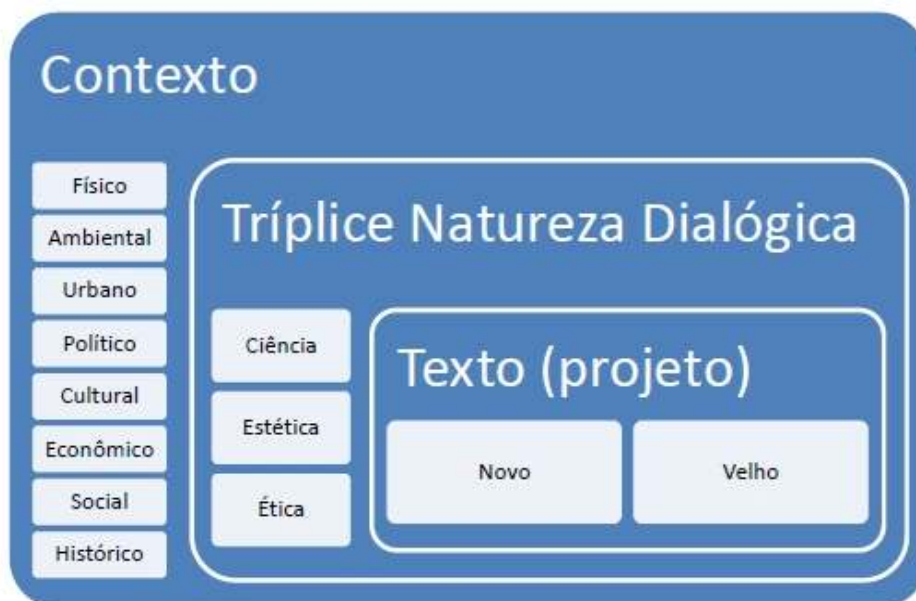 Contexto
Físico
Ambiental
Urbano
Político
Cultural
Econômico
Social
Histórico
Tríplice Natureza Dialógica
Ciência
Estética
Ética
Texto (projeto)
Novo
Velho